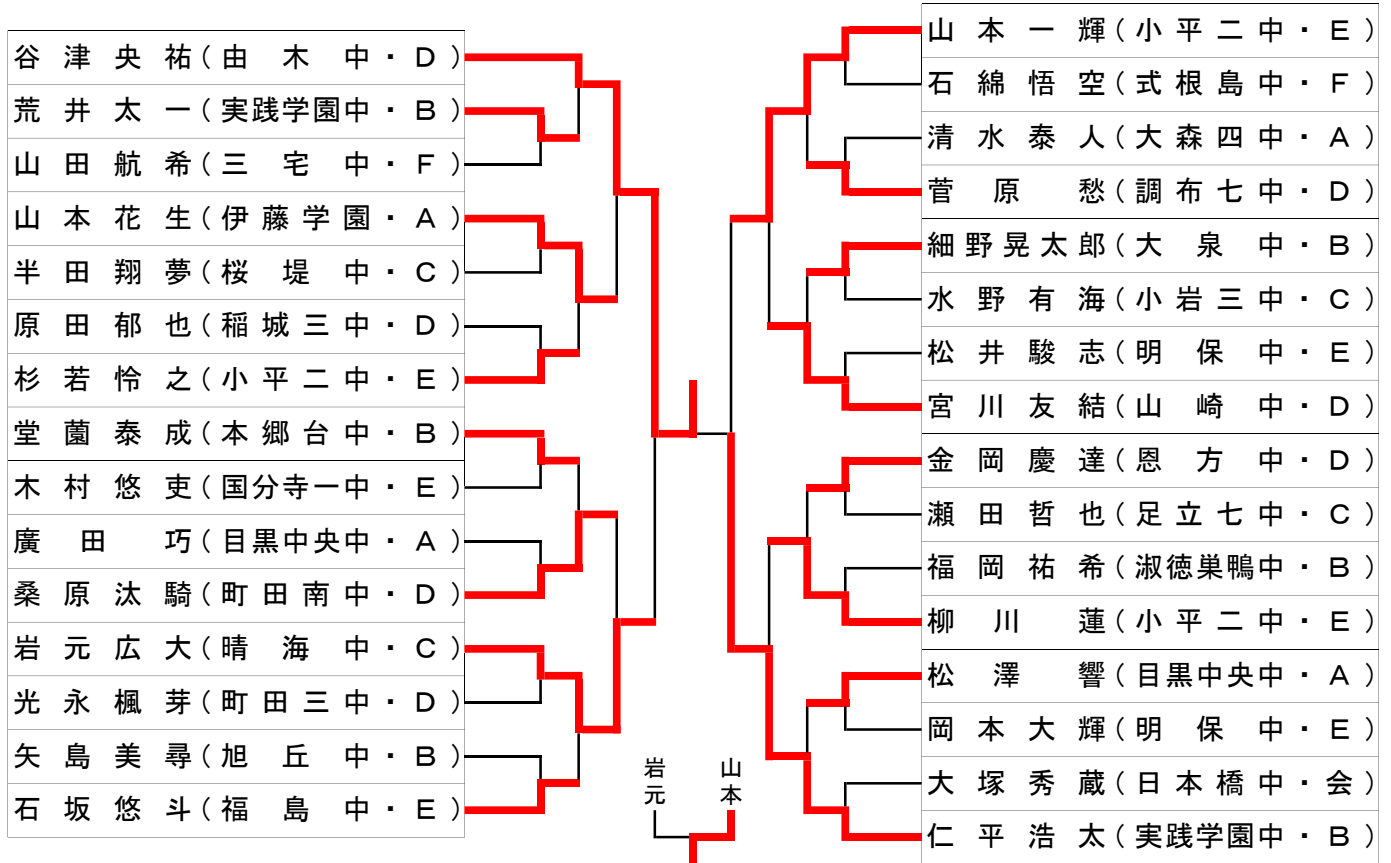 谷津央祐(由木中・D)
荒井太一(実践学園中・B)
山田航希(三宅中・F)
山本花生(伊藤学園・A)
半田翔夢(桜堤中・C)
原田郁也(稲城三中・D)
杉若怜之(小平二中・E)
堂薗泰成(本郷台中・B)
木村悠吏(国分寺一中・E)
廣田巧(目黒中央中・A)
桑原汰騎(町田南中・D)
岩元広大(晴海中・C)
光永楓芽(町田三中・D)
矢島美尋(旭丘中・B)
石坂悠斗(福島中・E)
山本一輝(小平二中・E)
石綿悟空(式根島中・F)
清水泰人(大森四中・A)
菅原愁(調布七中・D)
細野晃太郎(大泉中・B)
水野有海(小岩三中・C)
松井駿志(明保中・E)
宮川友結(山崎中・D)
金岡慶達(恩方中・D)
瀬田哲也(足立七中・C)
福岡祐希(淑徳巣鴨中・B)
柳川蓮(小平二中・E)
松澤響(目黒中央中・A)
岡本大輝(明保中・E)
大塚秀蔵(日本橋中・会)
仁平浩太(実践学園中・B)
岩元
山本